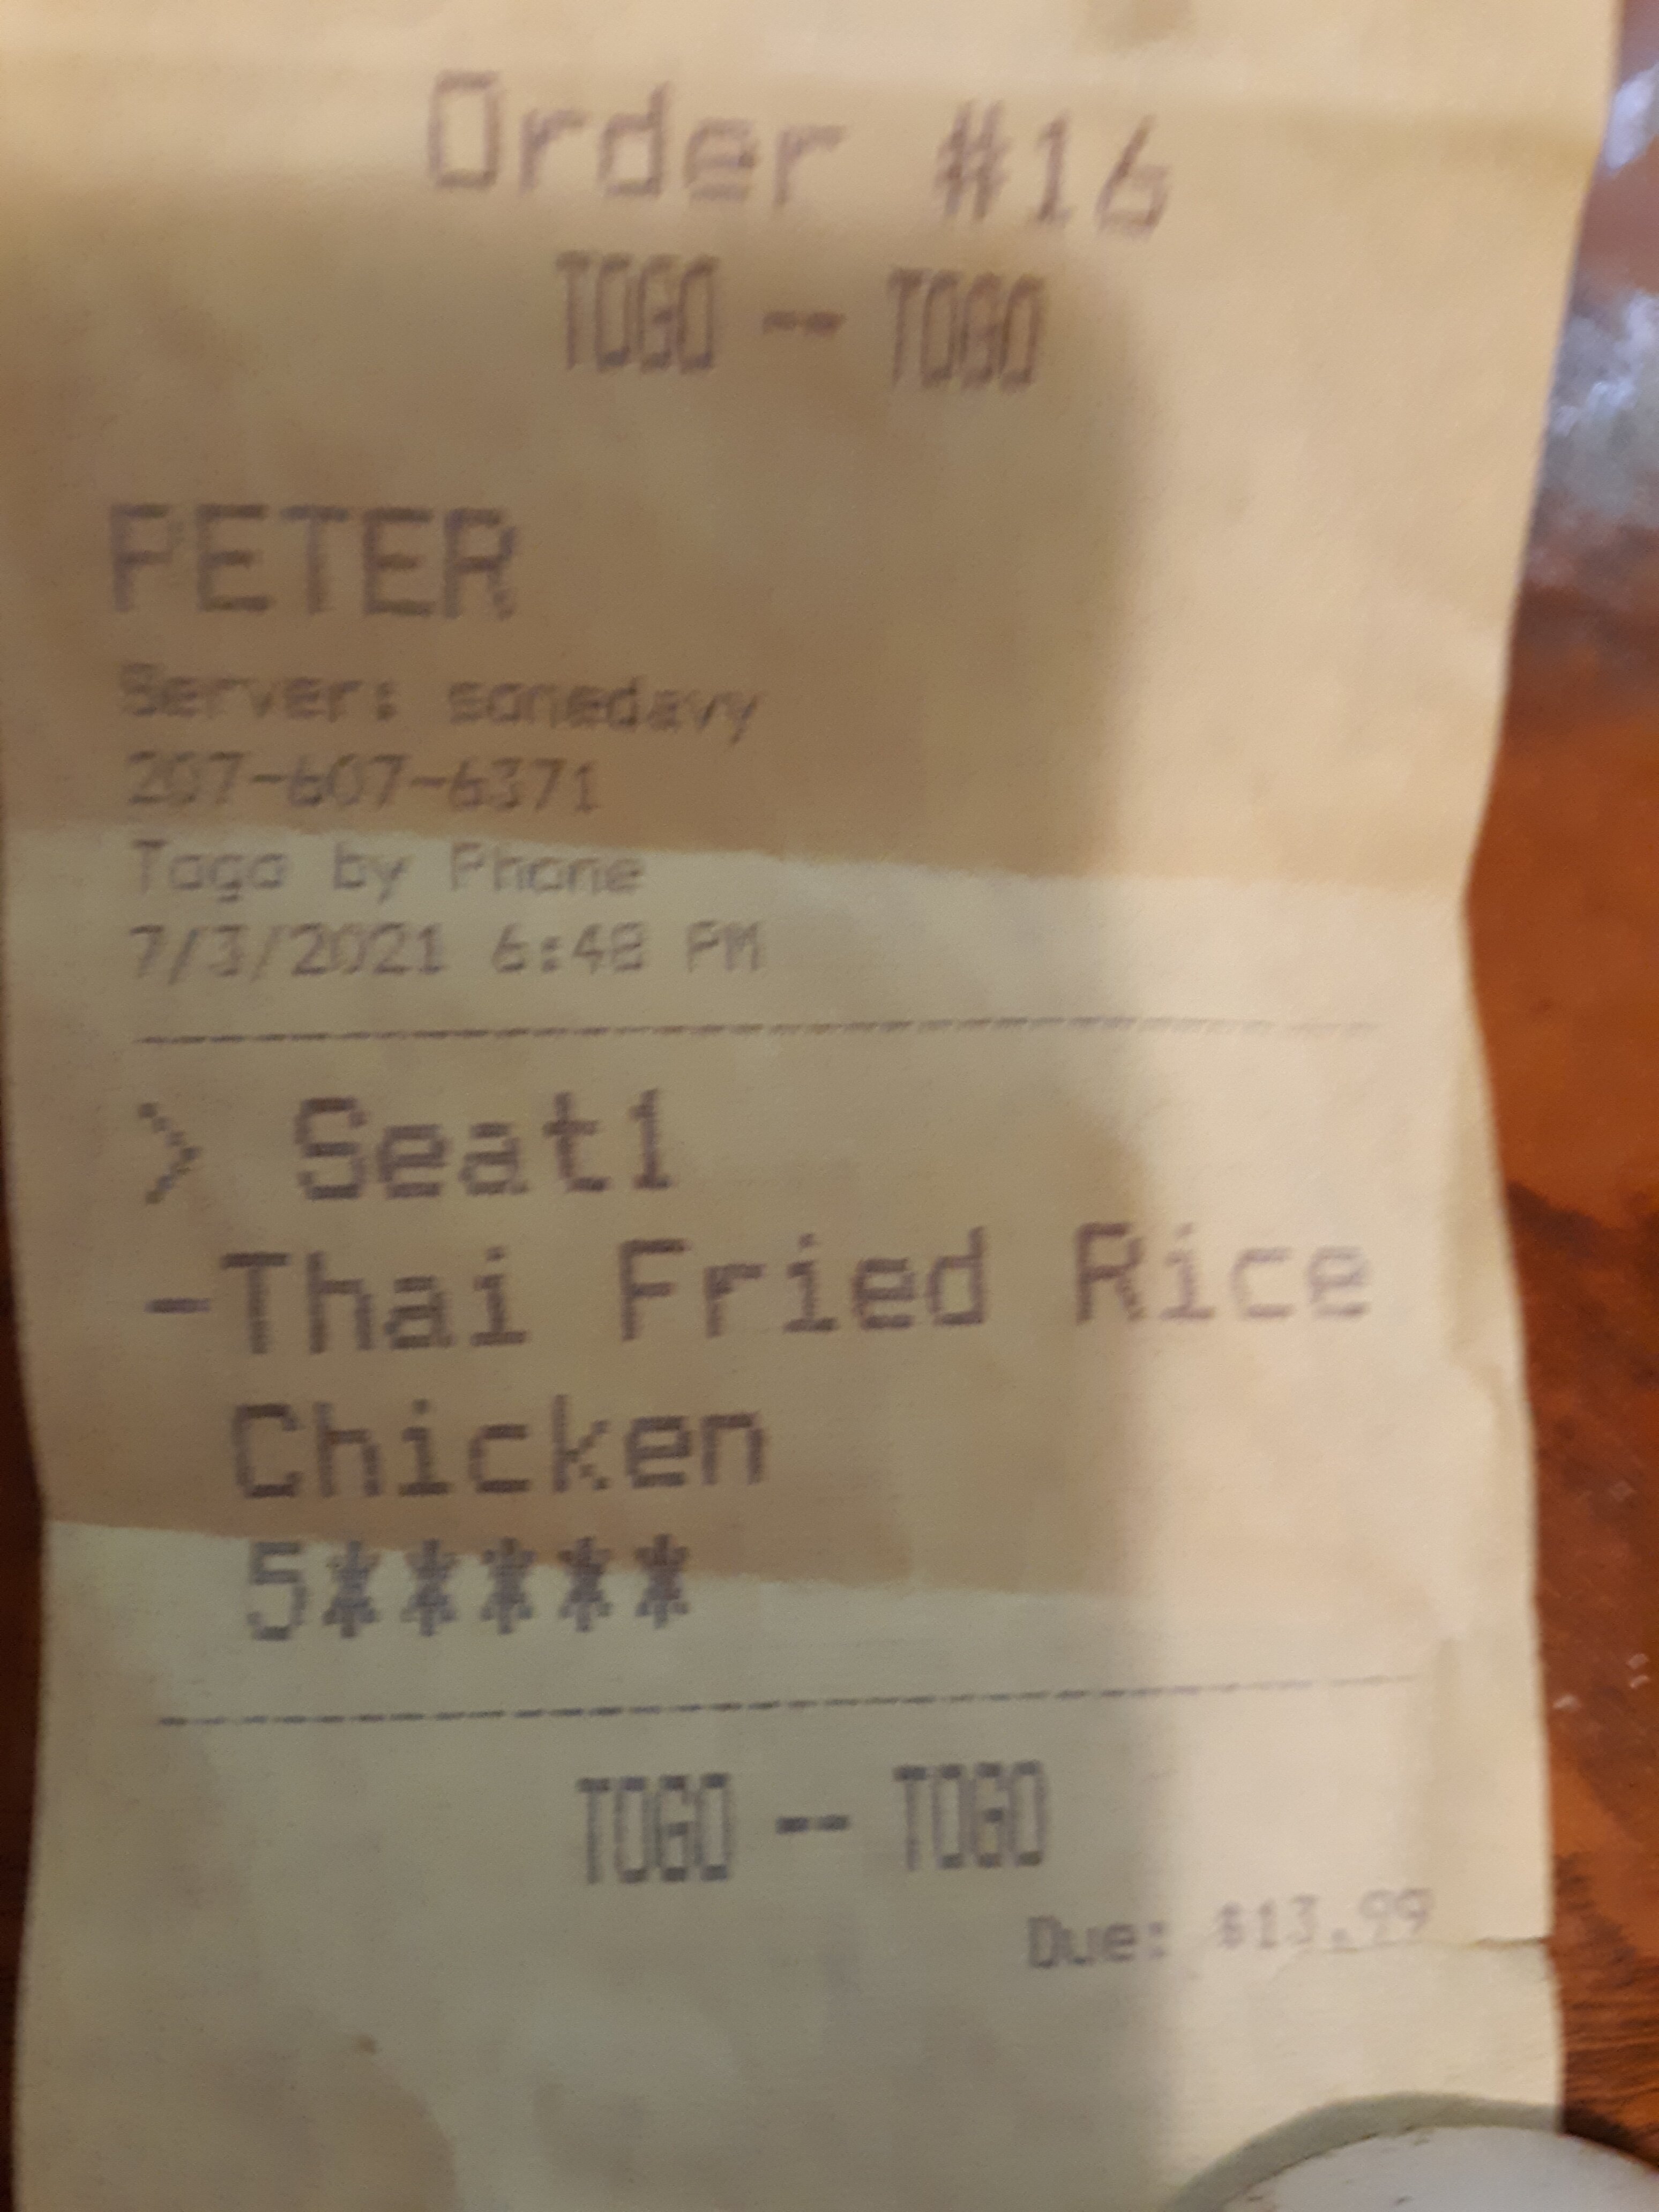 Order #16
TOGO -- TOGO
PETER
Server: sonedavy
207-607-6371
Togo by Phone
7/3/2021 6:48 PM
> Seat1
-Thai Fried Rice
Chicken
5*****
TOGO -- TOGO
Due: $13.99